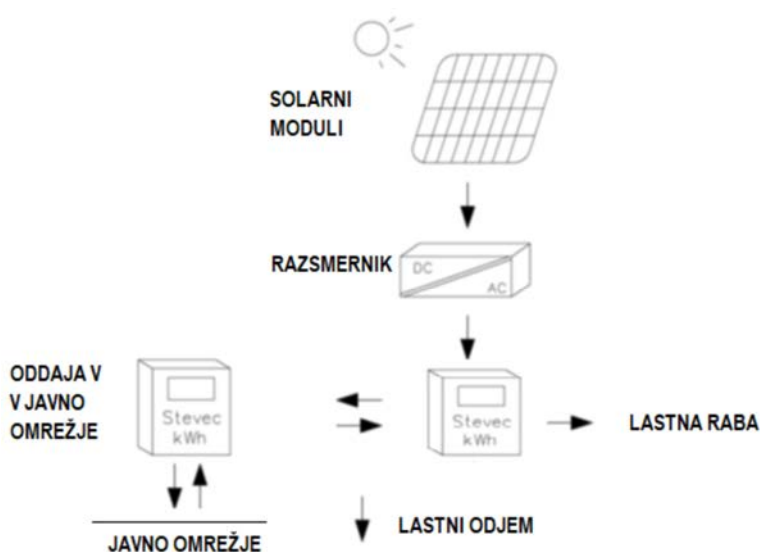 SOLARNI
MODULI
RAZSMERNIK
DC
AC
ODDAJA V
V JAVNO
OMREŽJE
Stevec
kWh
Stevec
kWh
LASTNA RABA
JAVNO OMREŽJE
LASTNI ODJEM